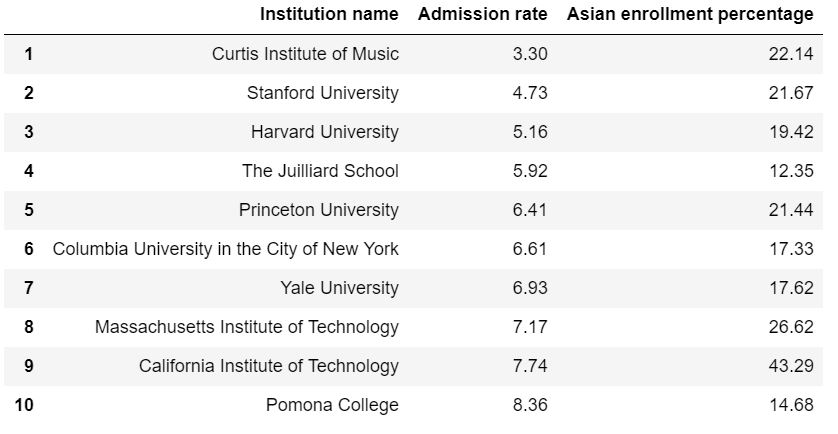 Institution name Admission rate Asian enrollment percentage
1 Curtis Institute of Music 3.30 22.14
2 Stanford University 4.73 21.67
3 Harvard University 5.16 19.42
4 The Juilliard School 5.92 12.35
5 Princeton University 6.41 21.44
6 Columbia University in the City of New York 6.61 17.33
7 Yale University 6.93 17.62
8 Massachusetts Institute of Technology 7.17 26.62
9 California Institute of Technology 7.74 43.29
10 Pomona College 8.36 14.68